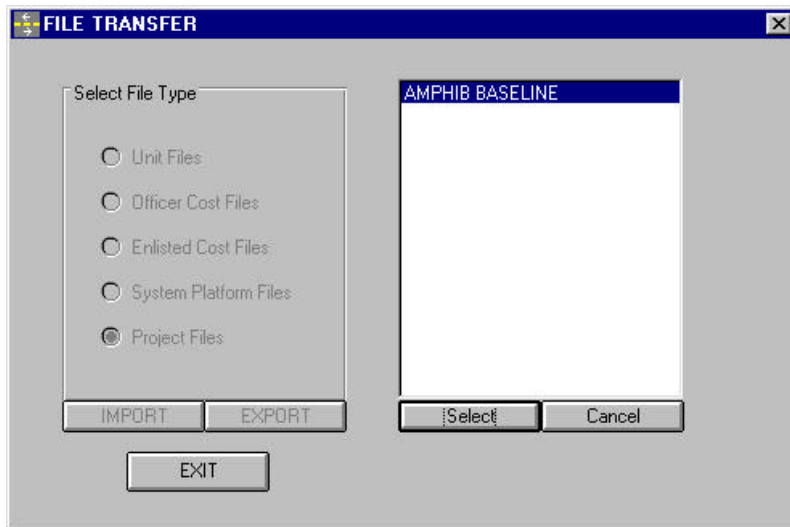 FILE TRANSFER
Select File Type
Unit Files
Officer Cost Files
Enlisted Cost Files
System Platform Files
Project Files
IMPORT
EXPORT
EXIT
AMPHIB BASELINE
Select
Cancel